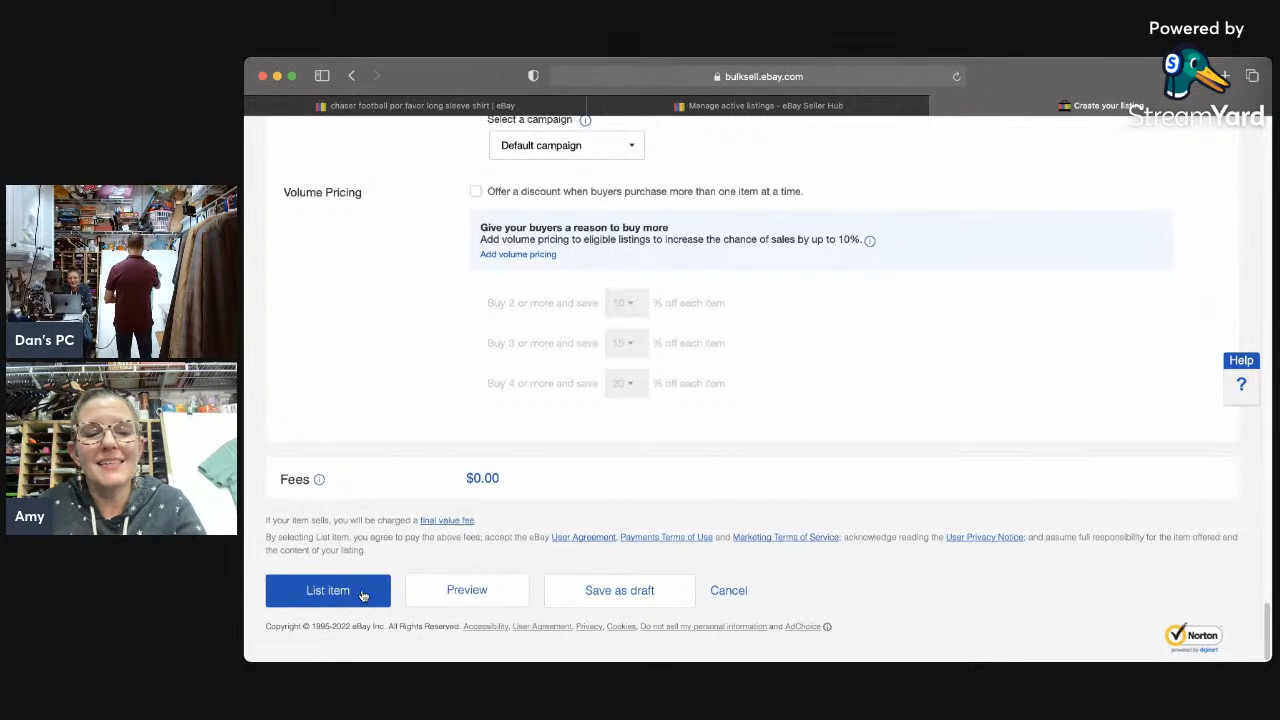 Powered by
StreamYard
bulksell.ebay.com
chaser football por favor long sleeve shirt | eBay
Manage active listings - eBay Seller Hub
Create your listing
Select a campaign
Default campaign
Volume Pricing
Offer a discount when buyers purchase more than one item at a time.
Give your buyers a reason to buy more
Add volume pricing to eligible listings to increase the chance of sales by up to 10%.
Add volume pricing
Buy 2 or more and save 10 % off each item
Buy 3 or more and save 15 % off each item
Buy 4 or more and save 20 % off each item
Help
?
Dan's PC
Amy
Fees $0.00
If your item sells, you will be charged a final value fee.
By selecting List item, you agree to pay the above fees; accept the eBay User Agreement, Payments Terms of Use and Marketing Terms of Service; acknowledge reading the User Privacy Notice; and assume full responsibility for the item offered and
the content of your listing.
List item Preview Save as draft Cancel
Copyright © 1995-2022 eBay Inc. All Rights Reserved. Accessibility, User Agreement, Privacy, Cookies, Do not sell my personal information and AdChoice
Norton
powered by digicert